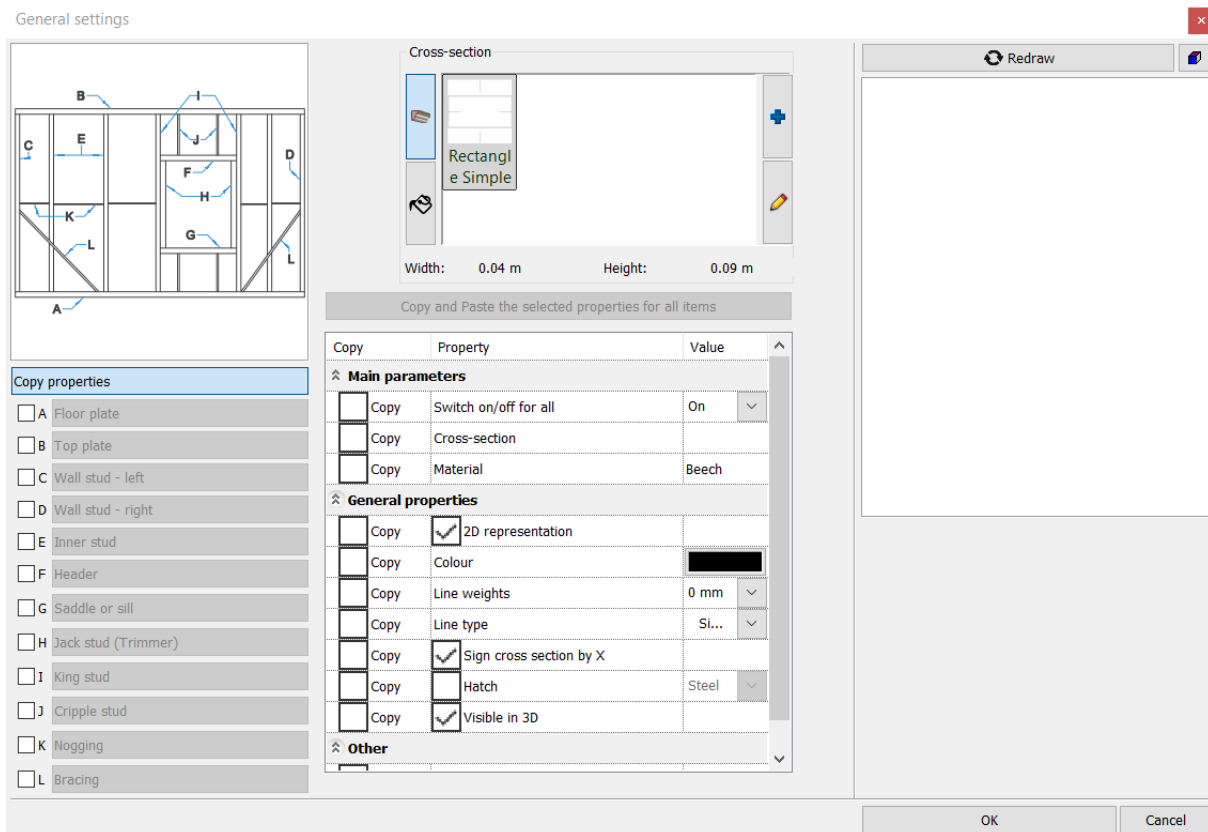 General settings
B
I
C
E
J
D
F
H
K
G
L
L
A
Copy properties
A Floor plate
B Top plate
C Wall stud - left
D Wall stud - right
E Inner stud
F Header
G Saddle or sill
H Jack stud (Trimmer)
I King stud
J Cripple stud
K Nogging
L Bracing
Cross-section
Rectangl
e Simple
Width: 0.04 m Height: 0.09 m
Copy and Paste the selected properties for all items
Copy Property Value
Main parameters
Copy Switch on/off for all On
Copy Cross-section
Copy Material Beech
General properties
Copy 2D representation
Copy Colour
Copy Line weights 0 mm
Copy Line type Si...
Copy Sign cross section by X
Copy Hatch Steel
Copy Visible in 3D
Other
Redraw
OK Cancel